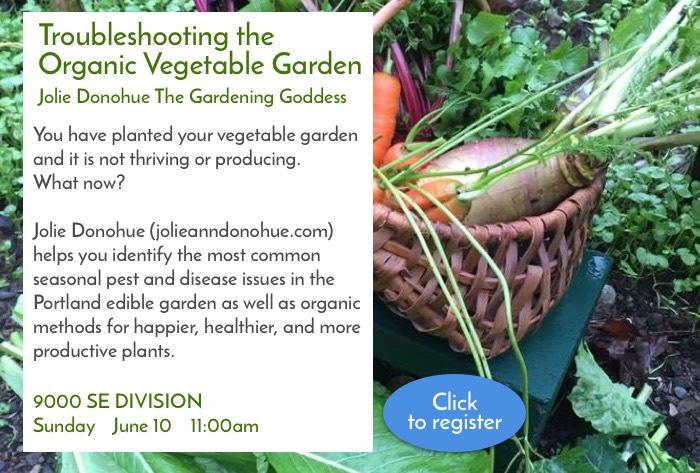 Troubleshooting the
Organic Vegetable Garden
Jolie Donohue The Gardening Goddess
You have planted your vegetable garden
and it is not thriving or producing.
What now?
Jolie Donohue (jolieanndonohue.com)
helps you identify the most common
seasonal pest and disease issues in the
Portland edible garden as well as organic
methods for happier, healthier, and more
productive plants.
9000 SE DIVISION
Sunday June 10 11:00am
Click
to register